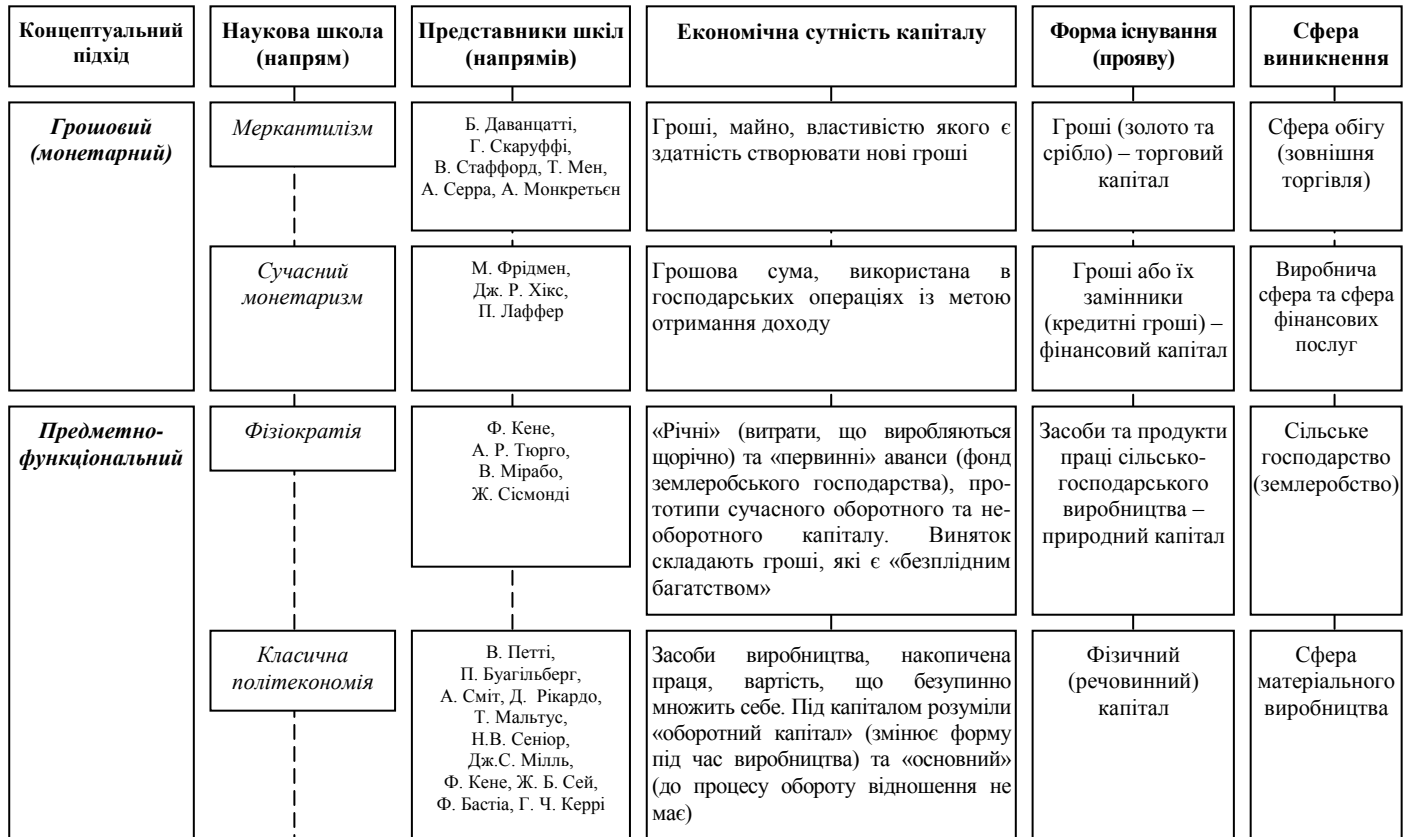 Концептуальний
підхід
Наукова школа
(напрям)
Представники шкіл
(напрямів)
Економічна сутність капіталу
Форма існування
(прояву)
Сфера
виникнення
Грошовий
(монетарний)
Меркантилізм
Б. Даванцатті,
Г. Скаруффі,
В. Стаффорд, Т. Мен,
А. Серра, А. Монкретьєн
Гроші, майно, властивістю якого є
здатність створювати нові гроші
Гроші (золото та
срібло) – торговий
капітал
Сфера обігу
(зовнішня
торгівля)
Сучасний
монетаризм
М. Фрідмен,
Дж. Р. Хікс,
П. Лаффер
Грошова сума, використана в
господарських операціях із метою
отримання доходу
Гроші або їх
замінники
(кредитні гроші) –
фінансовий капітал
Виробнича
сфера та сфера
фінансових
послуг
Предметно-
функціональний
Фізіократія
Ф. Кене,
А. Р. Тюрго,
В. Мірабо,
Ж. Сісмонді
«Річні» (витрати, що виробляються
щорічно) та «первинні» аванси (фонд
землеробського господарства), про-
тотипи сучасного оборотного та не-
оборотного капіталу. Виняток
складають гроші, які є «безплідним
багатством»
Засоби та продукти
праці сільсько-
господарського
виробництва –
природний капітал
Сільське
господарство
(землеробство)
Класична
політекономія
В. Петті,
П. Буагільберг,
А. Сміт, Д. Рікардо,
Т. Мальтус,
Н.В. Сеніор,
Дж.С. Мілль,
Ф. Кене, Ж. Б. Сей,
Ф. Бастіа, Г. Ч. Керрі
Засоби виробництва, накопичена
праця, вартість, що безупинно
множить себе. Під капіталом розуміли
«оборотний капітал» (змінює форму
під час виробництва) та «основний»
(до процесу обороту відношення не
має)
Фізичний
(речовинний)
капітал
Сфера
матеріального
виробництва